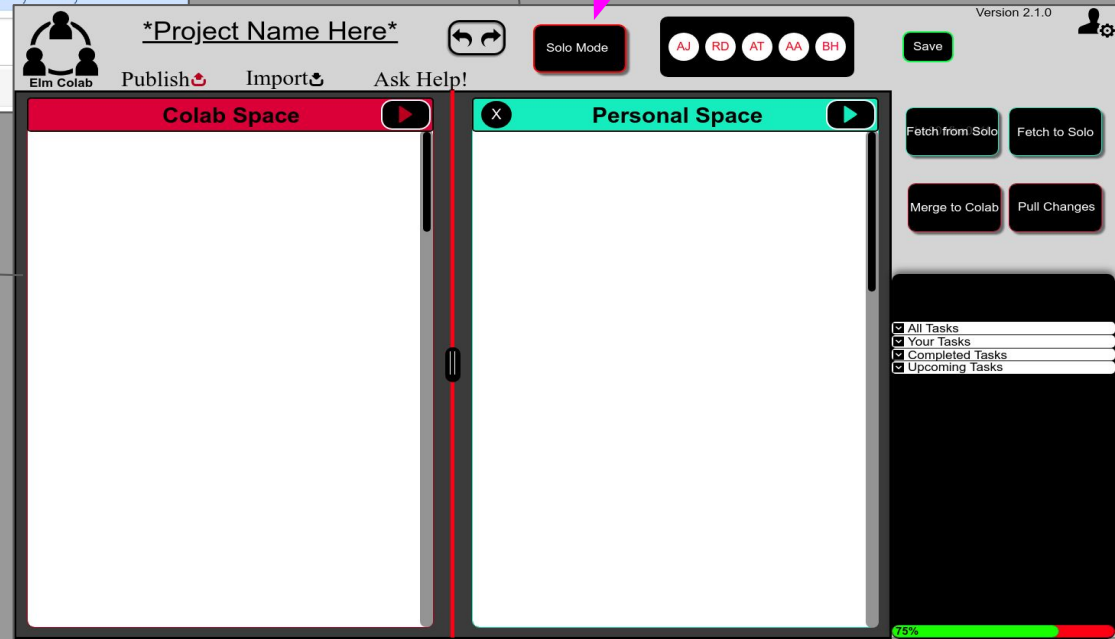 Version 2.1.0
*Project Name Here*
Solo Mode
AJ RD AT AA BH
Save
Elm Colab
Publish Import Ask Help!
Colab Space
X Personal Space
Fetch from Solo Fetch to Solo
Merge to Colab Pull Changes
All Tasks
Your Tasks
Completed Tasks
Upcoming Tasks
75%